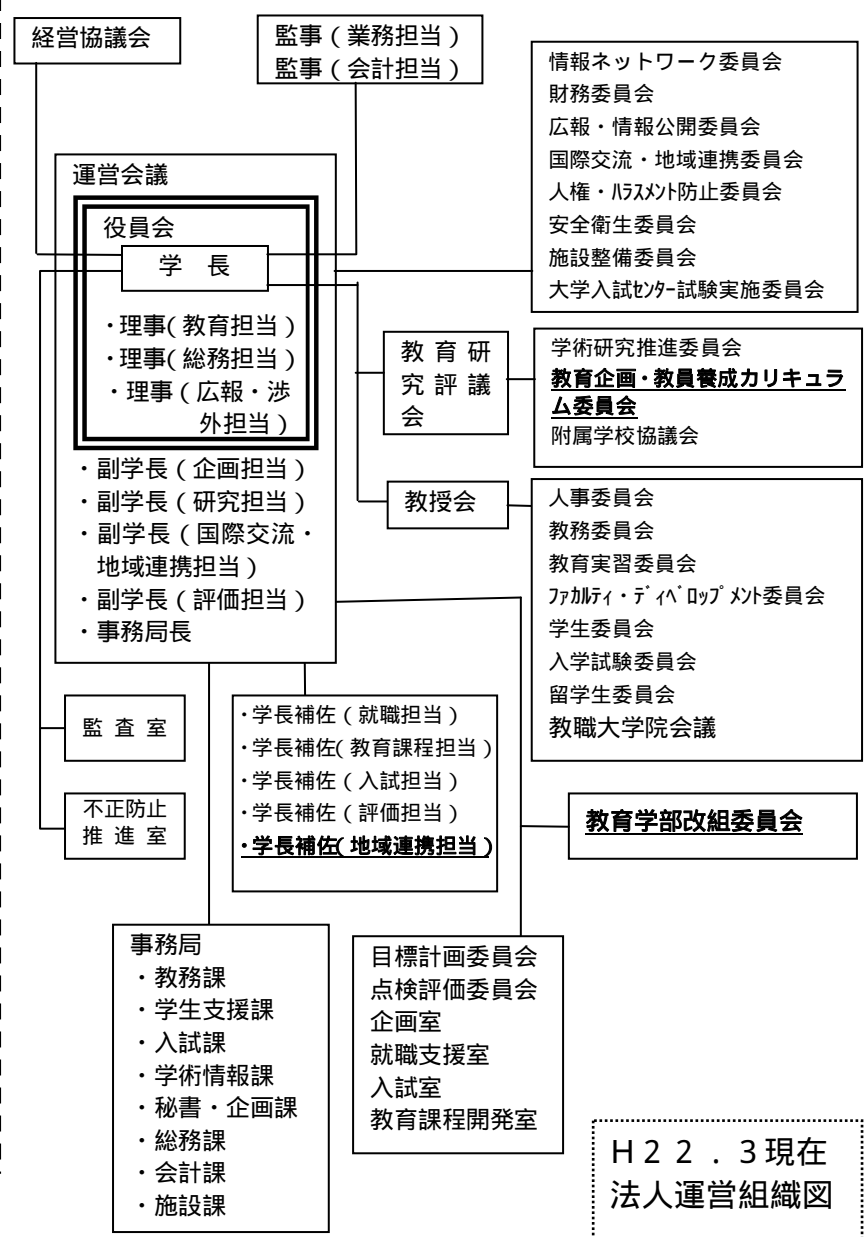 経営協議会
監事（業務担当）
監事（会計担当）
情報ネットワーク委員会
財務委員会
広報・情報公開委員会
国際交流・地域連携委員会
人権・ﾊﾗｽﾒﾝﾄ防止委員会
安全衛生委員会
施設整備委員会
大学入試ｾﾝﾀｰ試験実施委員会
運営会議
役員会
学　長
・理事（教育担当）
・理事（総務担当）
・理事（広報・渉
外担当）
・副学長（企画担当）
・副学長（研究担当）
・副学長（国際交流・
地域連携担当）
・副学長（評価担当）
・事務局長
教 育 研
究 評 議
会
学術研究推進委員会
教育企画・教員養成カリキュラ
ム委員会
附属学校協議会
教授会
人事委員会
教務委員会
教育実習委員会
ﾌｧｶﾙﾃｨ・ﾃﾞｨﾍﾞﾛｯﾌﾟﾒﾝﾄ委員会
学生委員会
入学試験委員会
留学生委員会
教職大学院会議
監 査 室
不正防止
推 進 室
・学長補佐（就職担当）
・学長補佐（教育課程担当）
・学長補佐（入試担当）
・学長補佐（評価担当）
・学長補佐（地域連携担当）
教育学部改組委員会
事務局
・教務課
・学生支援課
・入試課
・学術情報課
・秘書・企画課
・総務課
・会計課
・施設課
目標計画委員会
点検評価委員会
企画室
就職支援室
入試室
教育課程開発室
Ｈ２２．３現在
法人運営組織図